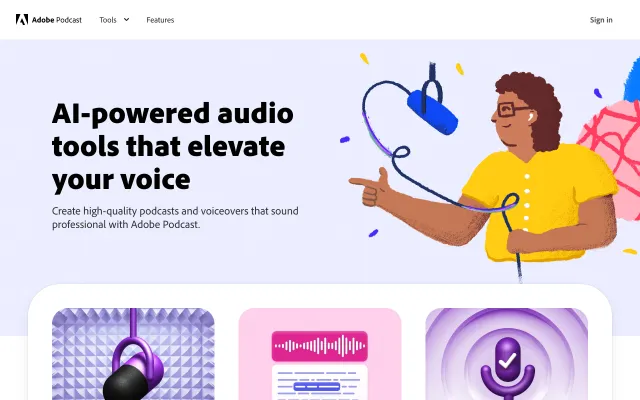 Adobe Podcast Tools Features Sign in
AI-powered audio
tools that elevate
your voice
Create high-quality podcasts and voiceovers that sound
professional with Adobe Podcast.